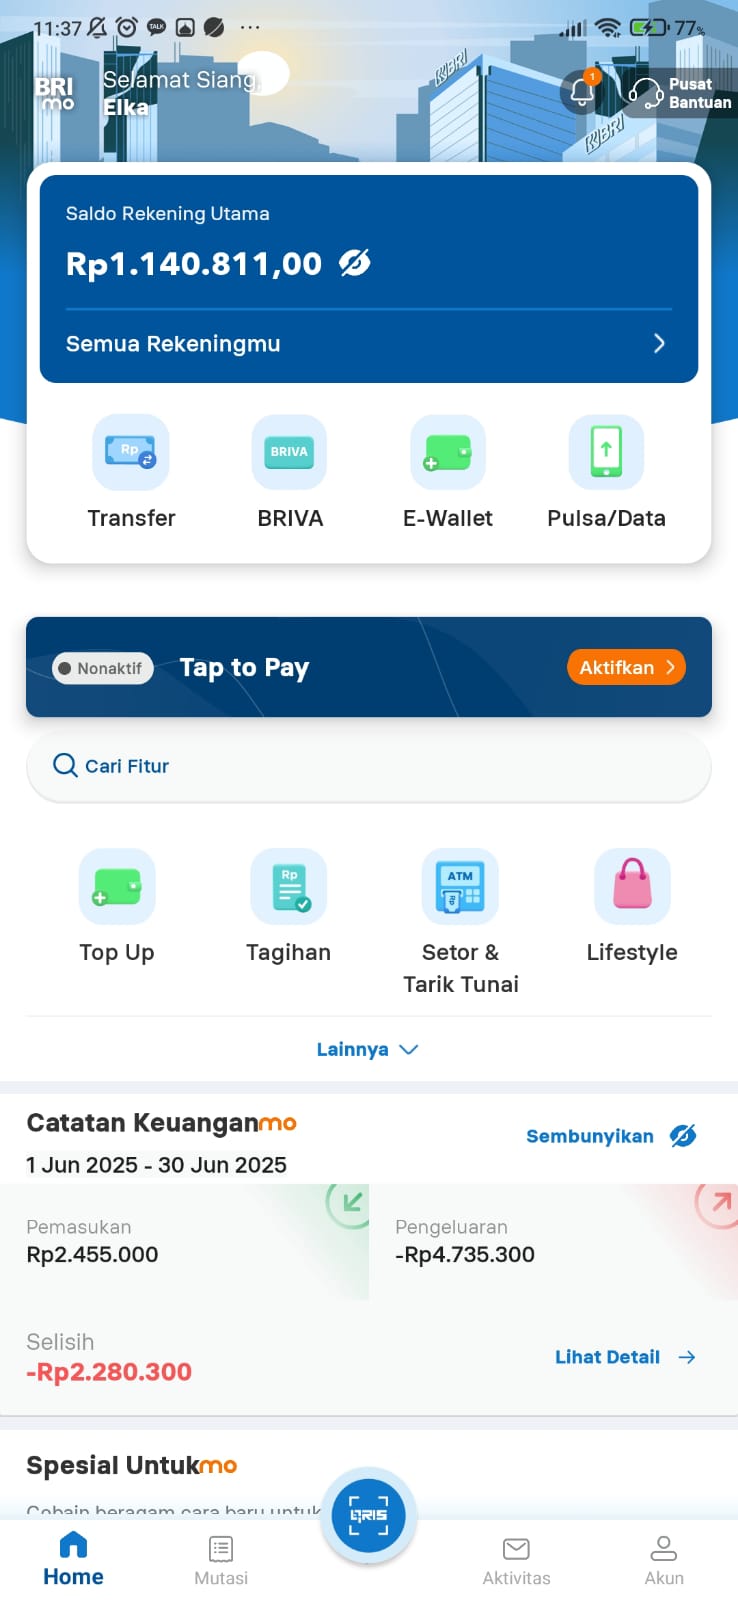 11:37 TALK ... 77%
BRI
mo
Selamat Siang,
Elka
1
Pusat
Bantuan
BRI
BRI
Saldo Rekening Utama
Rp1.140.811,00
Semua Rekeningmu
Rp BRIVA
Transfer BRIVA E-Wallet Pulsa/Data
Nonaktif Tap to Pay Aktifkan
Cari Fitur
Rp ATM
Top Up Tagihan Setor & Lifestyle
Tarik Tunai
Lainnya
Catatan Keuanganmo
Sembunyikan
1 Jun 2025 - 30 Jun 2025
Pemasukan Pengeluaran
Rp2.455.000 -Rp4.735.300
Selisih
-Rp2.280.300
Lihat Detail
Spesial Untukmo
Cobain beragam cara baru untuk
QRIS
Home Mutasi Aktivitas Akun